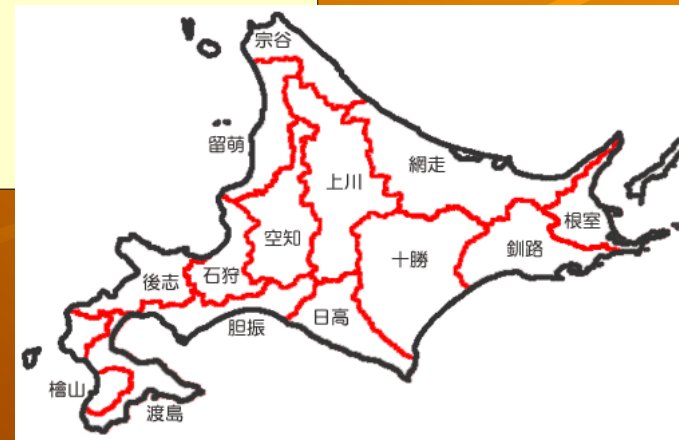 宗谷
留萌
網走
上川
根室
空知
釧路
十勝
後志
石狩
日高
胆振
檜山
渡島